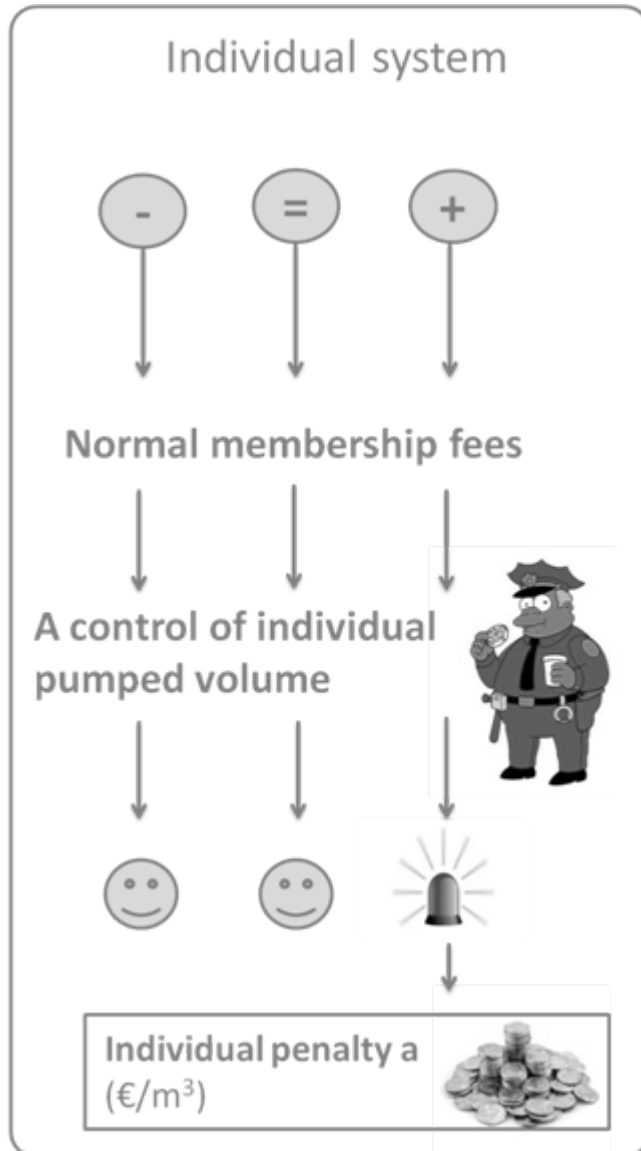 Individual system
- = +
Normal membership fees
A control of individual
pumped volume
Individual penalty a
(€/m³)